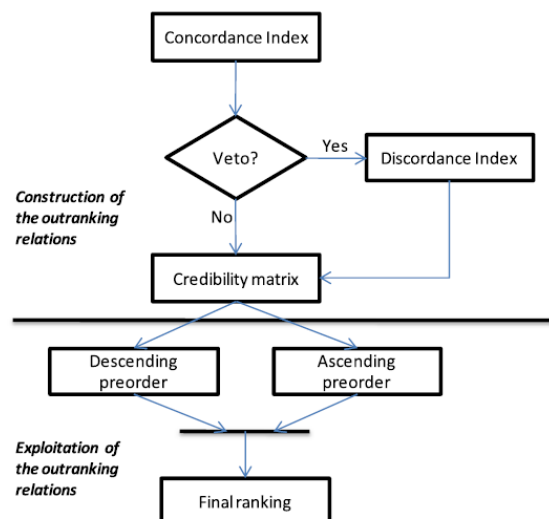 Concordance Index
Yes
Veto?
Discordance Index
Construction of
the outranking
relations
No
Credibility matrix
Descending
preorder
Ascending
preorder
Exploitation of
the outranking
relations
Final ranking